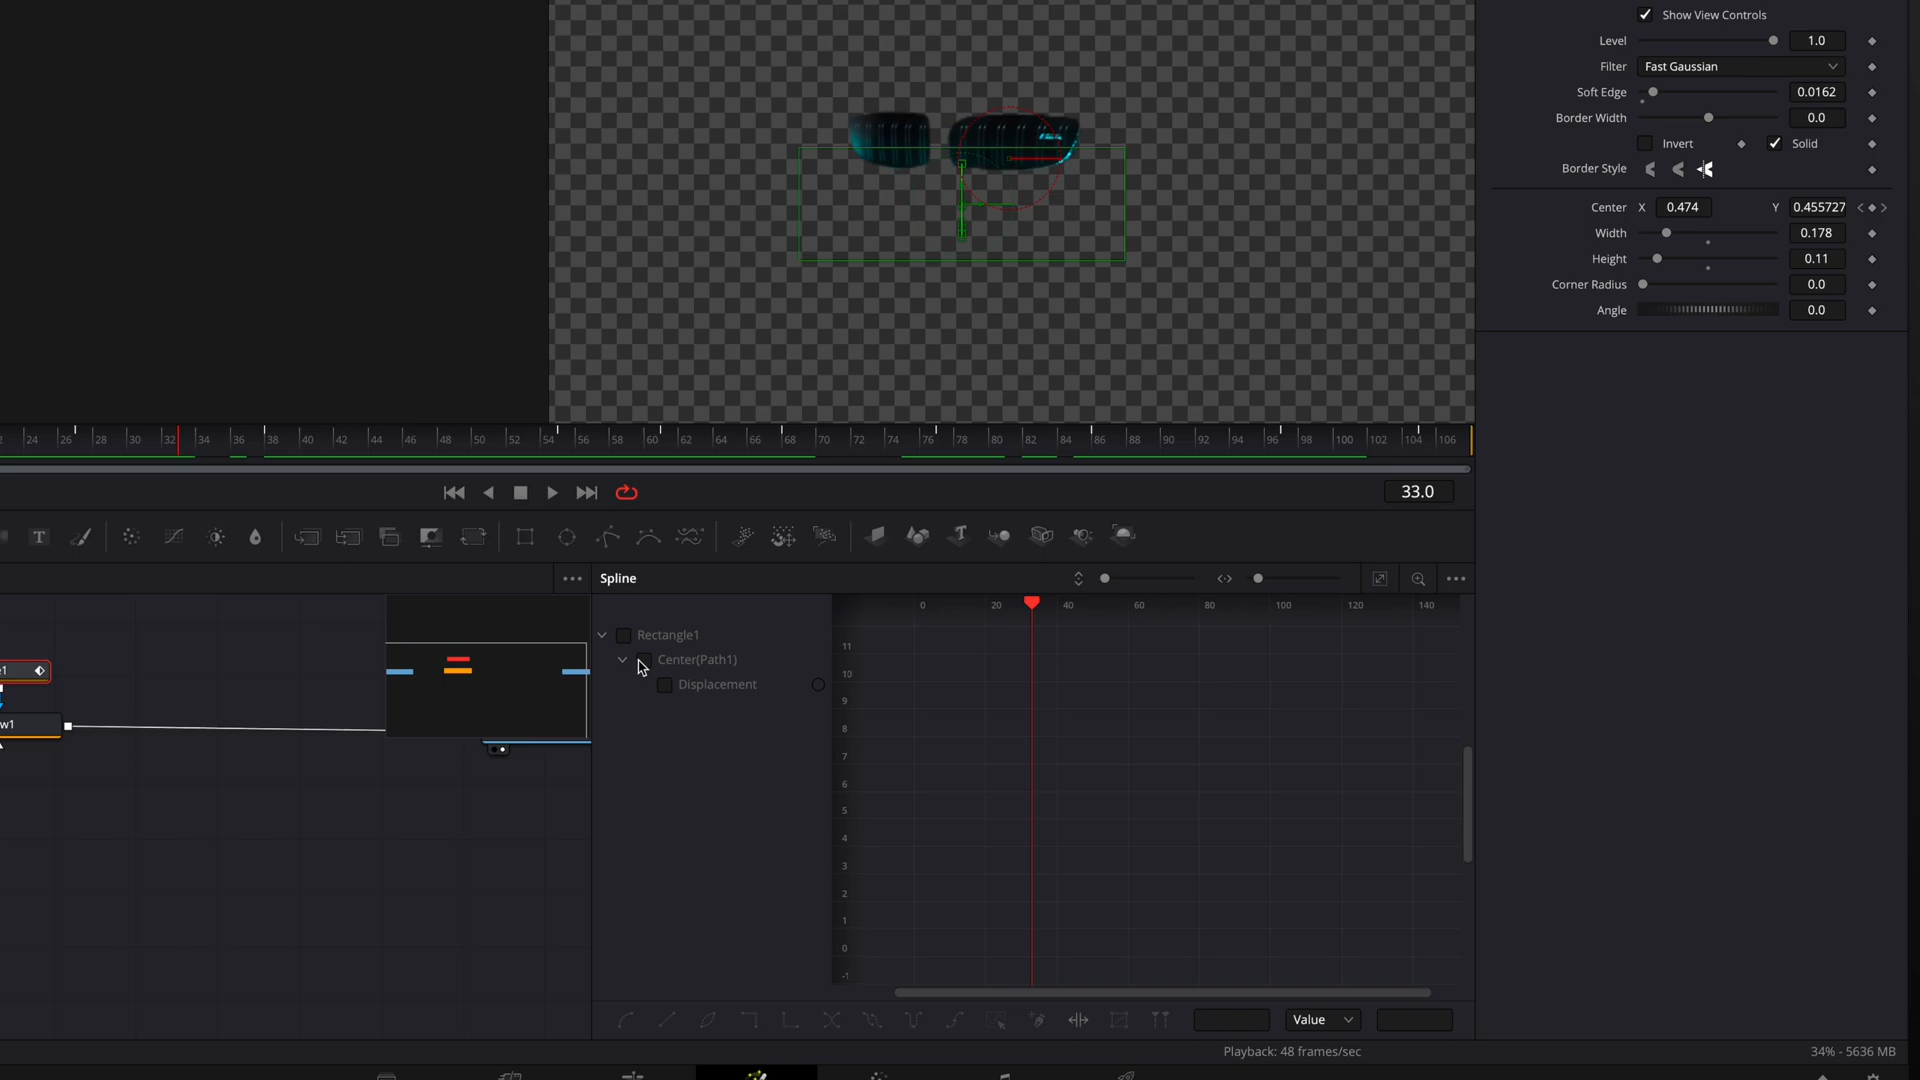 Show View Controls
Level 1.0
Filter Fast Gaussian
Soft Edge 0.0162
Border Width 0.0
Invert Solid
Border Style
Center X 0.474 Y 0.455727
Width 0.178
Height 0.11
Corner Radius 0.0
Angle 0.0
24 26 28 30 32 34 36 38 40 42 44 46 48 50 52 54 56 58 60 62 64 66 68 70 72 74 76 78 80 82 84 86 88 90 92 94 96 98 100 102 104 106
33.0
T
Spline
0 20 40 60 80 100 120 140
Rectangle1
Center(Path1)
Displacement
11
10
9
8
7
6
5
4
3
2
1
0
-1
e1
w1
Value
Playback: 48 frames/sec
34% - 5636 MB